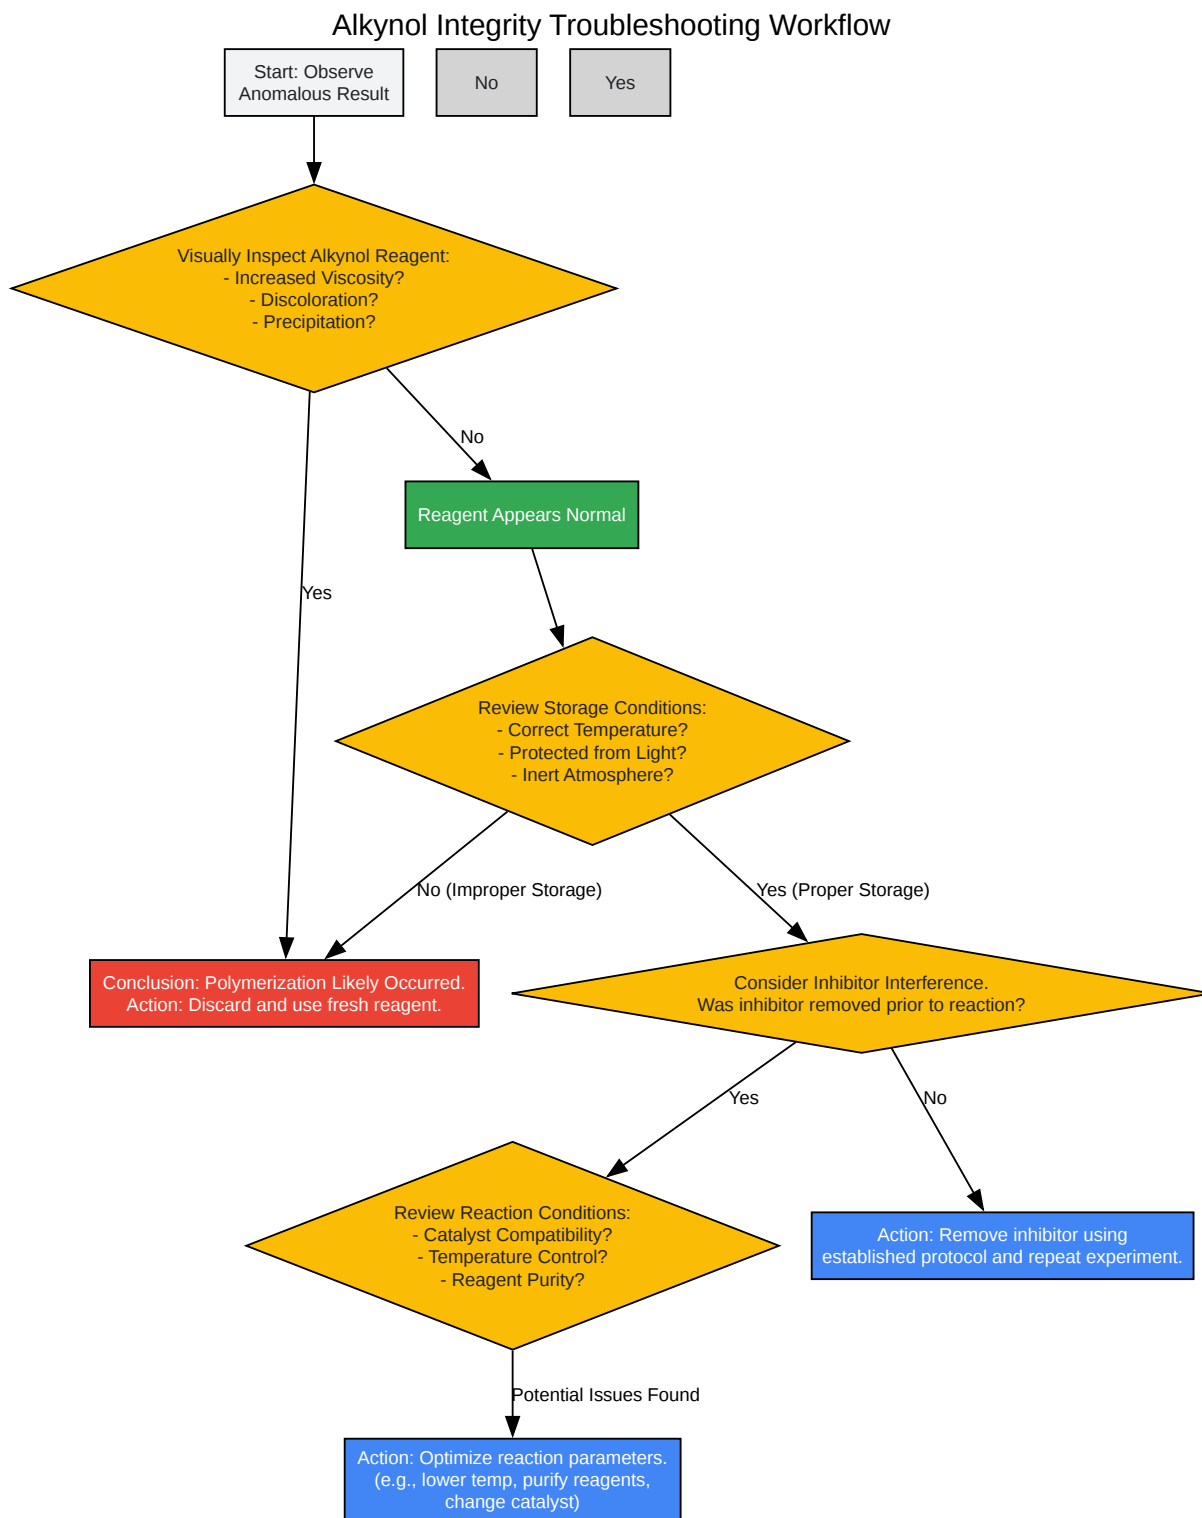 Alkynol Integrity Troubleshooting Workflow
Start: Observe
Anomalous Result
No
Yes
Visually Inspect Alkynol Reagent:
- Increased Viscosity?
- Discoloration?
- Precipitation?
No
Reagent Appears Normal
Yes
Review Storage Conditions:
- Correct Temperature?
- Protected from Light?
- Inert Atmosphere?
No (Improper Storage)
Yes (Proper Storage)
Conclusion: Polymerization Likely Occurred.
Action: Discard and use fresh reagent.
Consider Inhibitor Interference.
Was inhibitor removed prior to reaction?
Yes
No
Review Reaction Conditions:
- Catalyst Compatibility?
- Temperature Control?
- Reagent Purity?
Action: Remove inhibitor using
established protocol and repeat experiment.
Potential Issues Found
Action: Optimize reaction parameters.
(e.g., lower temp, purify reagents,
change catalyst)